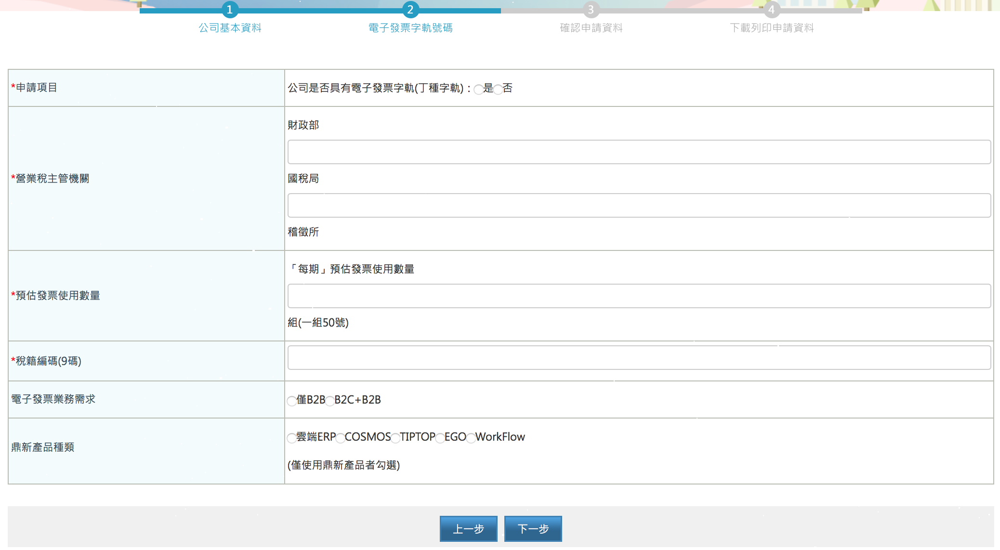 1
2
3
4
公司基本資料
電子發票字軌號碼
確認申請資料
下載列印申請資料
*申請項目
公司是否具有電子發票字軌(丁種字軌)：是否
財政部
*營業稅主管機關
國稅局
稽徵所
「每期」預估發票使用數量
*預估發票使用數量
組(一組50號)
*稅籍編碼(9碼)
電子發票業務需求
僅B2B B2C+B2B
鼎新產品種類
雲端ERP COSMOS TIPTOP EGO WorkFlow
(僅使用鼎新產品者勾選)
上一步
下一步